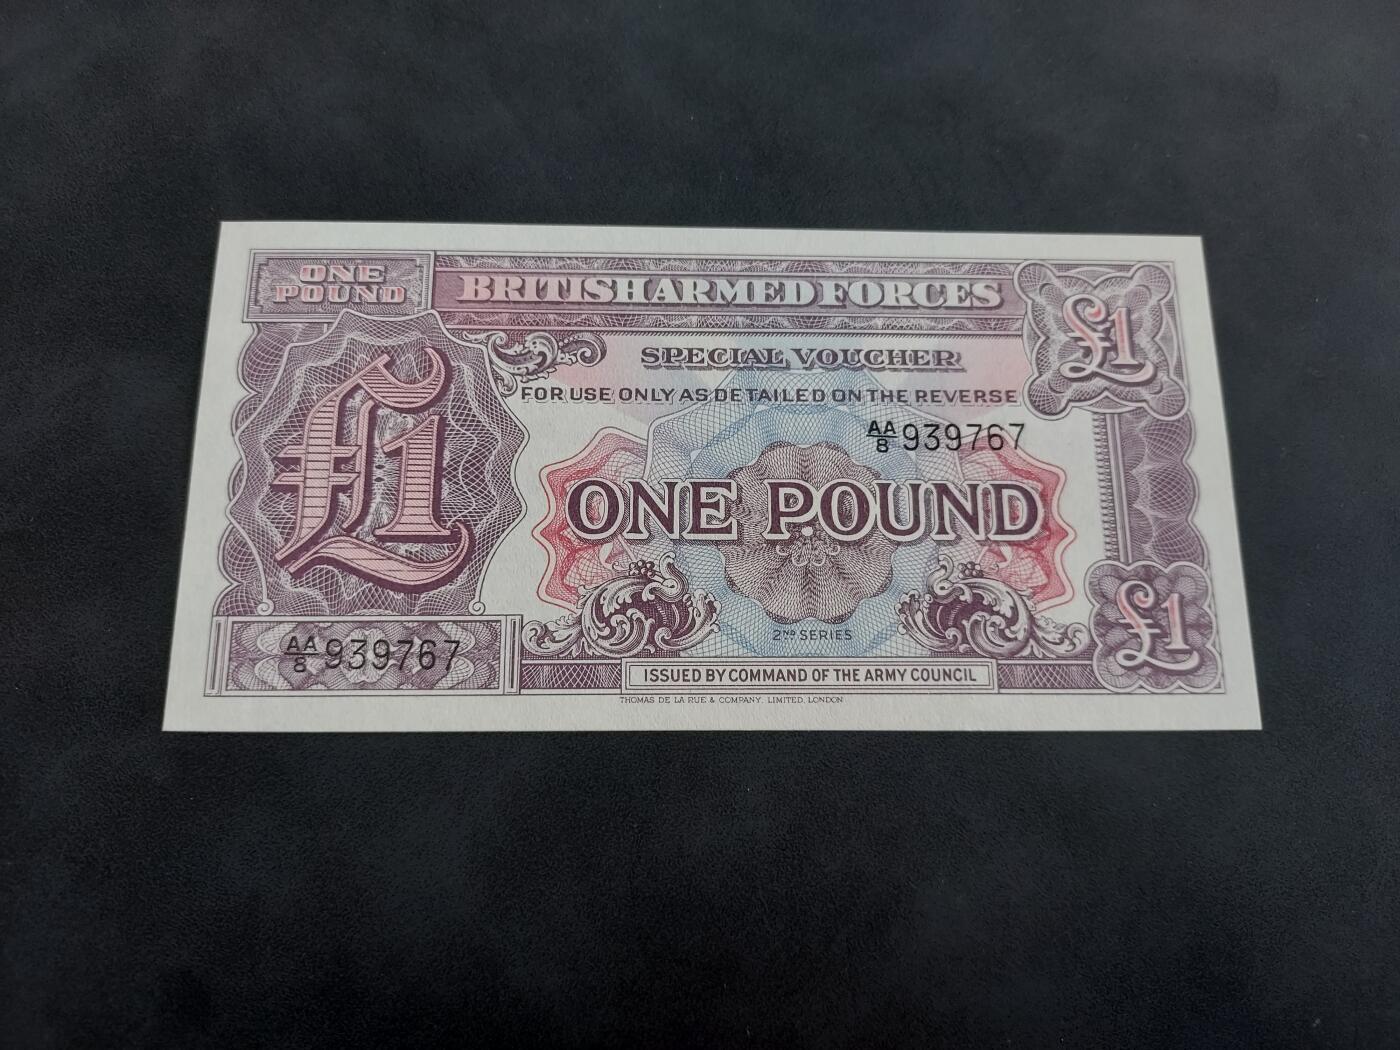 ONE
POUND
BRITISH ARMED FORCES
£1
SPECIAL VOUCHER
FOR USE ONLY AS DETAILED ON THE REVERSE
AA/8 939767
£1
ONE POUND
2ND SERIES
£1
AA/8 939767
ISSUED BY COMMAND OF THE ARMY COUNCIL
THOMAS DE LA RUE & COMPANY, LIMITED, LONDON